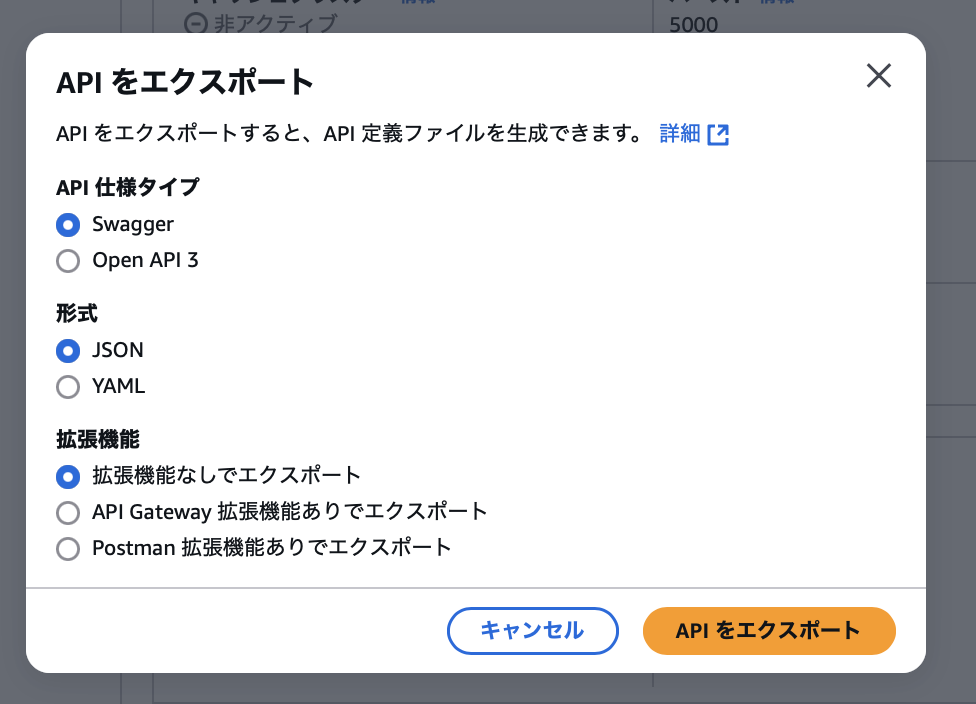 情報
非アクティブ
情報
5000
API をエクスポート
API をエクスポートすると、API 定義ファイルを生成できます。 詳細
API 仕様タイプ
Swagger
Open API 3
形式
JSON
YAML
拡張機能
拡張機能なしでエクスポート
API Gateway 拡張機能ありでエクスポート
Postman 拡張機能ありでエクスポート
キャンセル
API をエクスポート